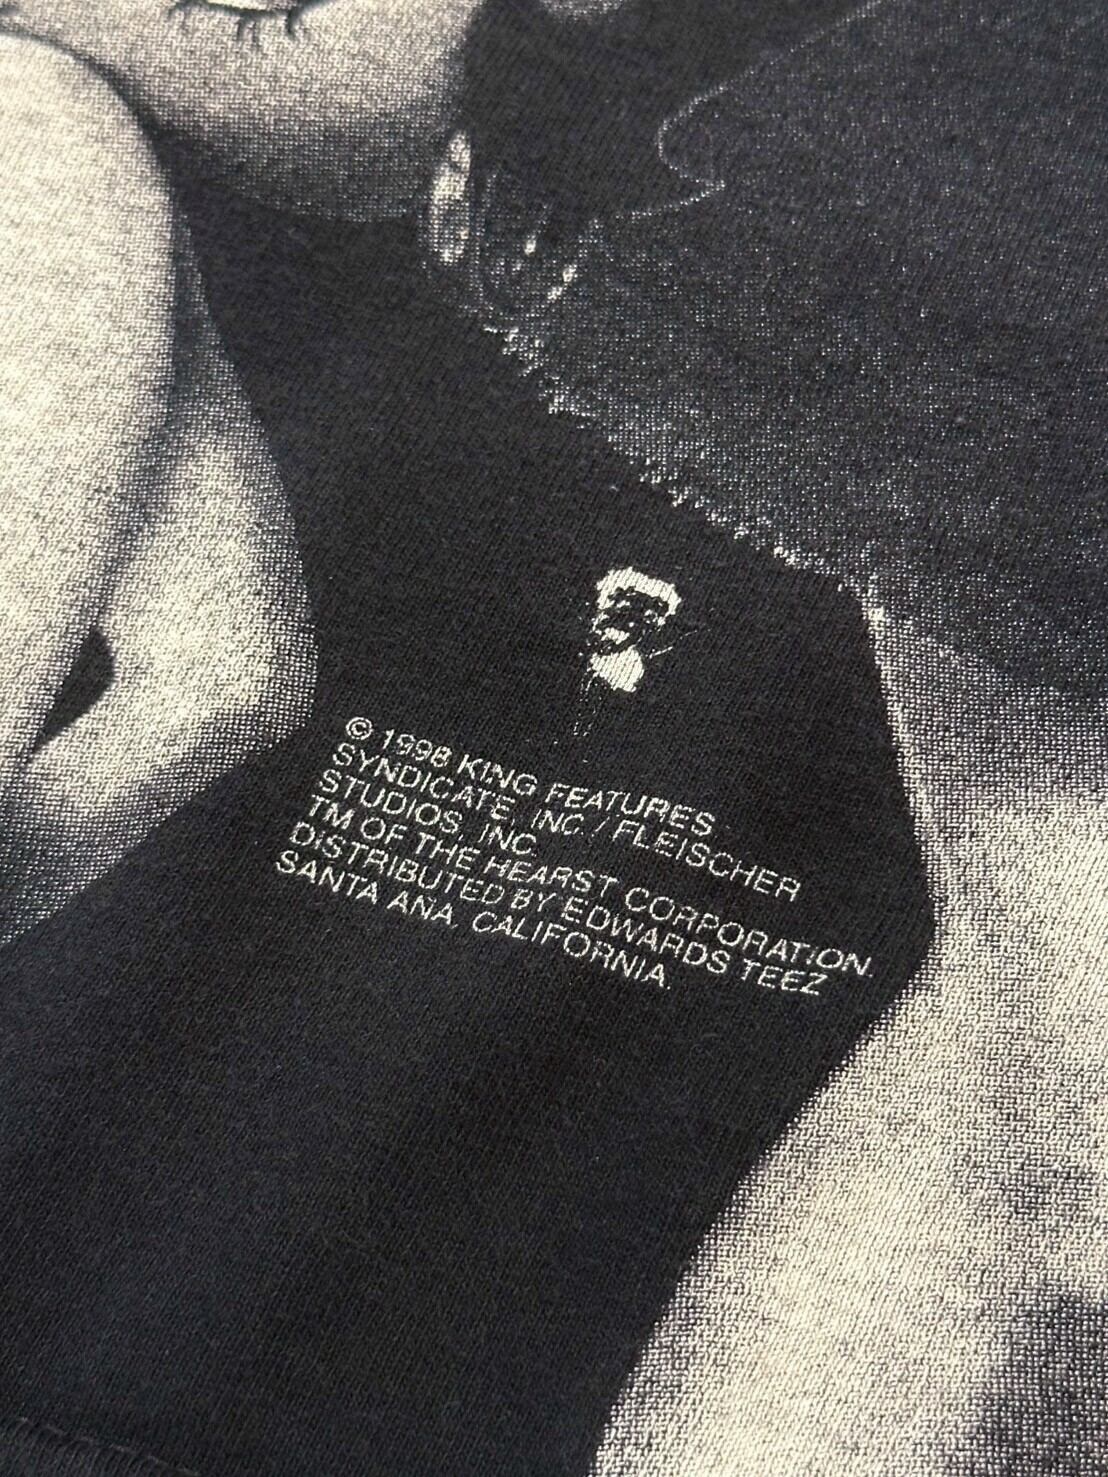 © 1998 KING FEATURES
SYNDICATE, INC / FLEISCHER
STUDIOS, INC
TM OF THE HEARST CORPORATION.
DISTRIBUTED BY EDWARDS TEEZ
SANTA ANA, CALIFORNIA.